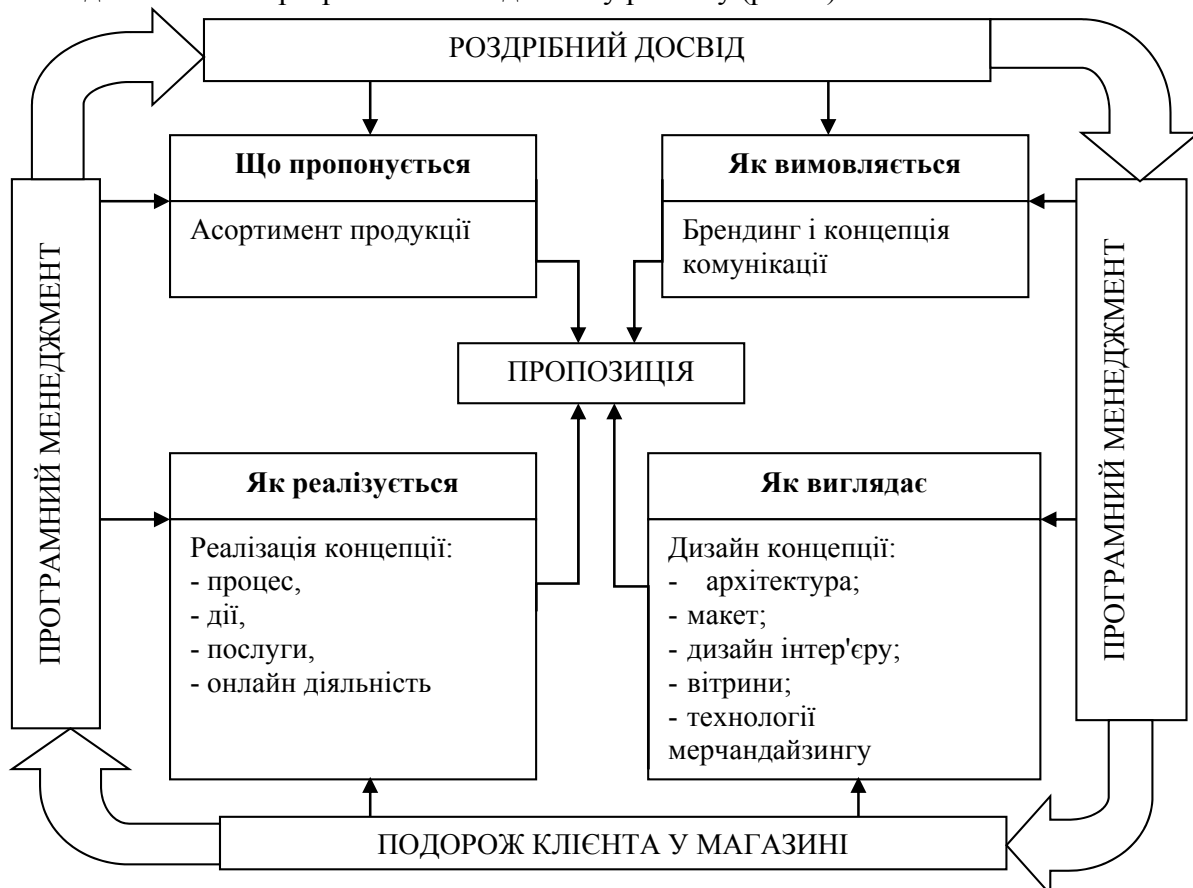 РОЗДРІБНИЙ ДОСВІД
Що пропонується
Асортимент продукції
Як вимовляється
Брендинг і концепція
комунікації
ПРОГРАМНИЙ МЕНЕДЖМЕНТ
ПРОПОЗИЦІЯ
ПРОГРАМНИЙ МЕНЕДЖМЕНТ
Як реалізується
Реалізація концепції:
- процес,
- дії,
- послуги,
- онлайн діяльність
Як виглядає
Дизайн концепції:
- архітектура;
- макет;
- дизайн інтер'єру;
- вітрини;
- технології
мерчандайзингу
ПОДОРОЖ КЛІЄНТА У МАГАЗИНІ